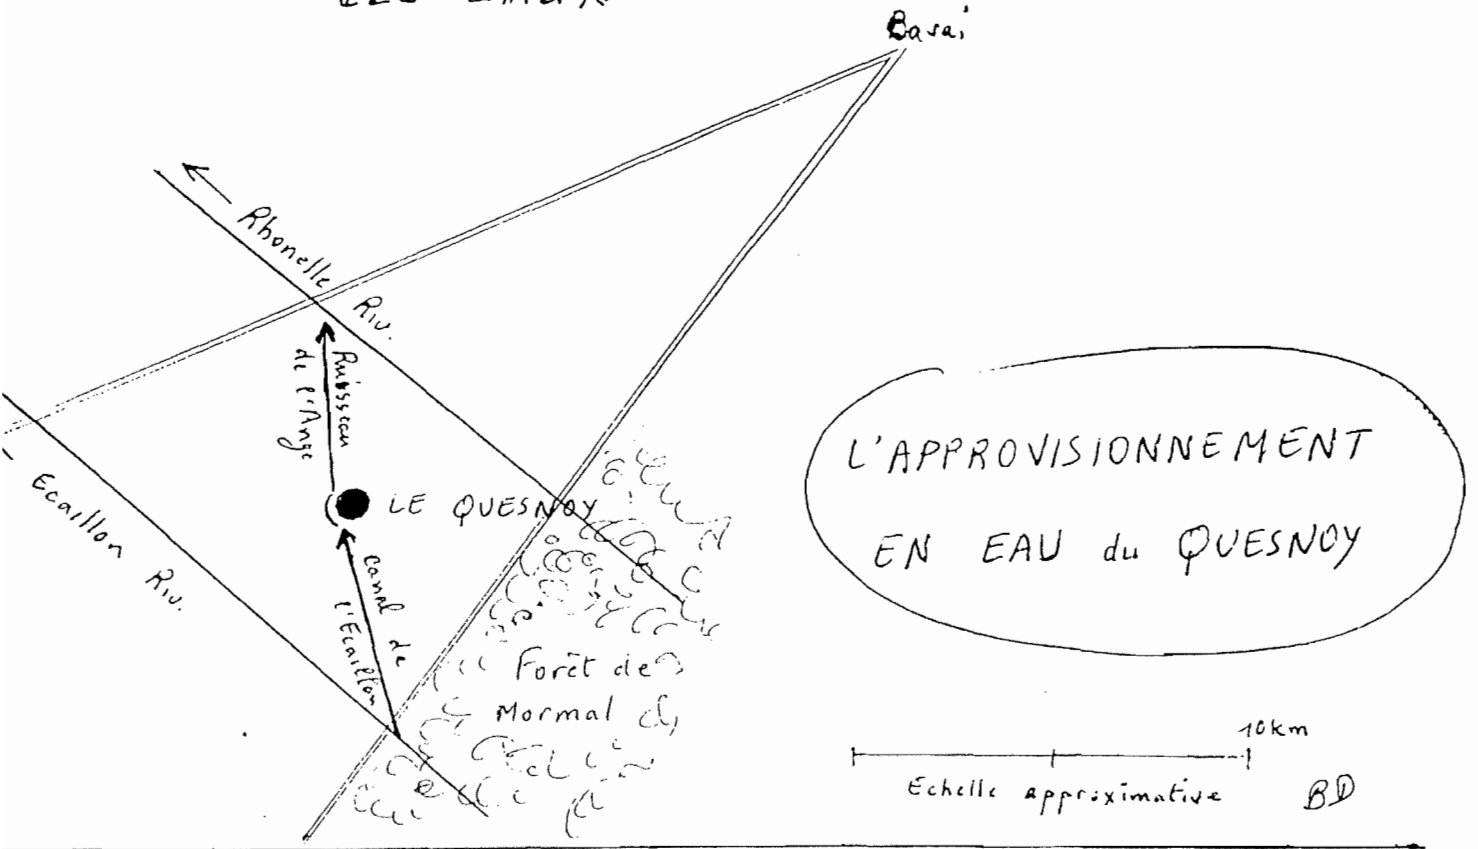 Bavai
Rhonelle Riv.
Ruisseau
de l'Ange
LE QUESNOY
Ecaillon Riv.
Canal de
l'Ecaillon
Forêt de
Mormal
L'APPROVISIONNEMENT
EN EAU du QUESNOY
10km
Echelle approximative
BD